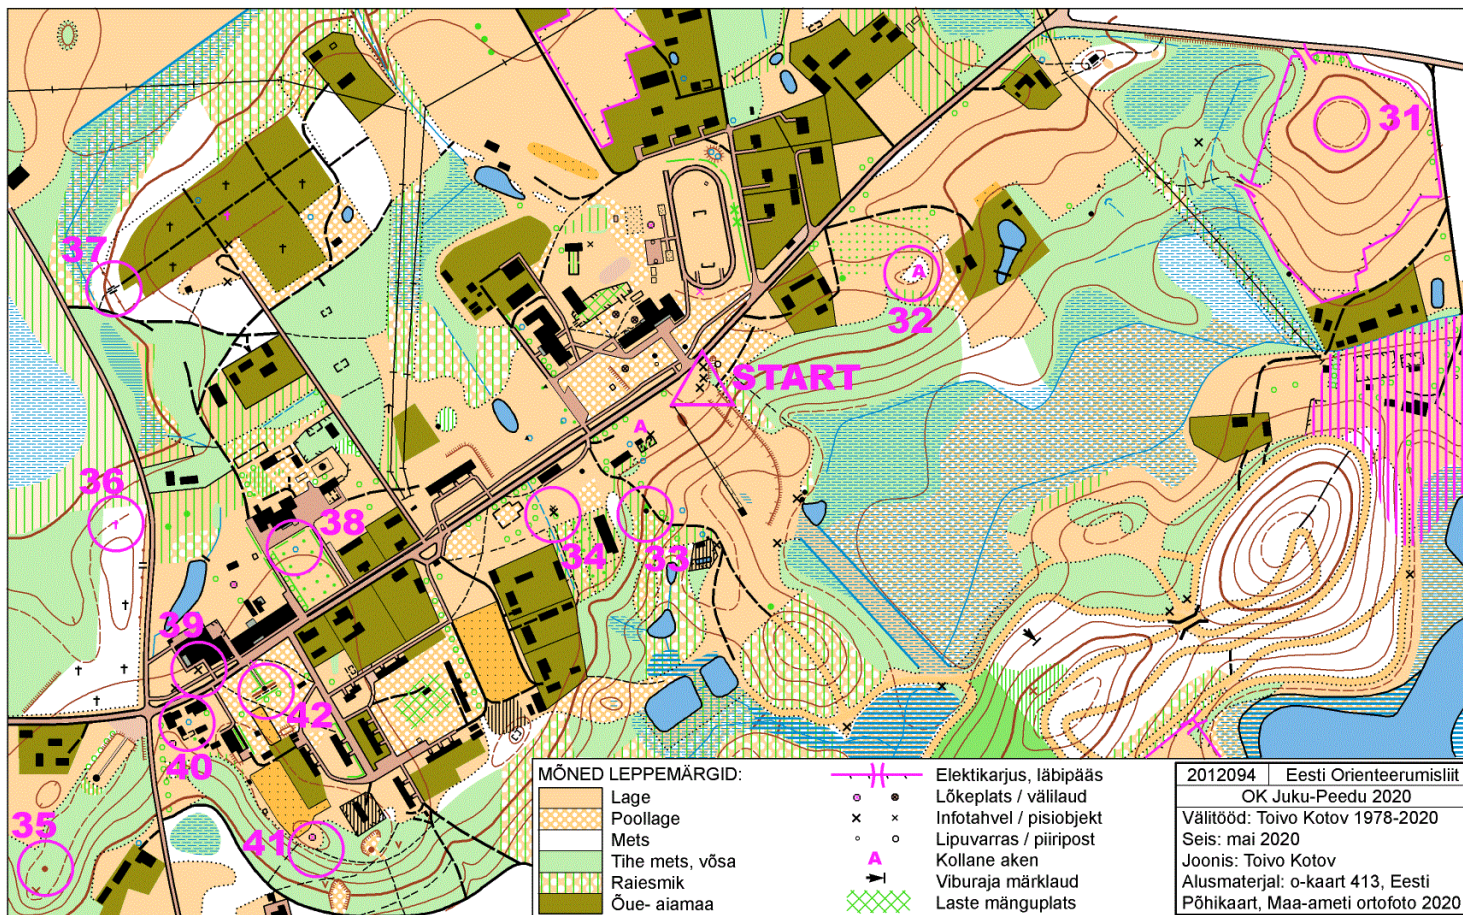 31
37
A
32
START
A
36
38
34
33
39
42
40
35
41
MÕNED LEPPEMÄRGID:
Lage
Poollage
Mets
Tihe mets, võsa
Raiesmik
Õue- aiamaa
Elektikarjus, läbipääs
Lõkeplats / välilaud
Infotahvel / pisiobjekt
Lipuvarras / piiripost
A Kollane aken
Viburaja märklaud
Laste mänguplats
2012094 Eesti Orienteerumisliit
OK Juku-Peedu 2020
Välitööd: Toivo Kotov 1978-2020
Seis: mai 2020
Joonis: Toivo Kotov
Alusmaterjal: o-kaart 413, Eesti
Põhikaart, Maa-ameti ortofoto 2020